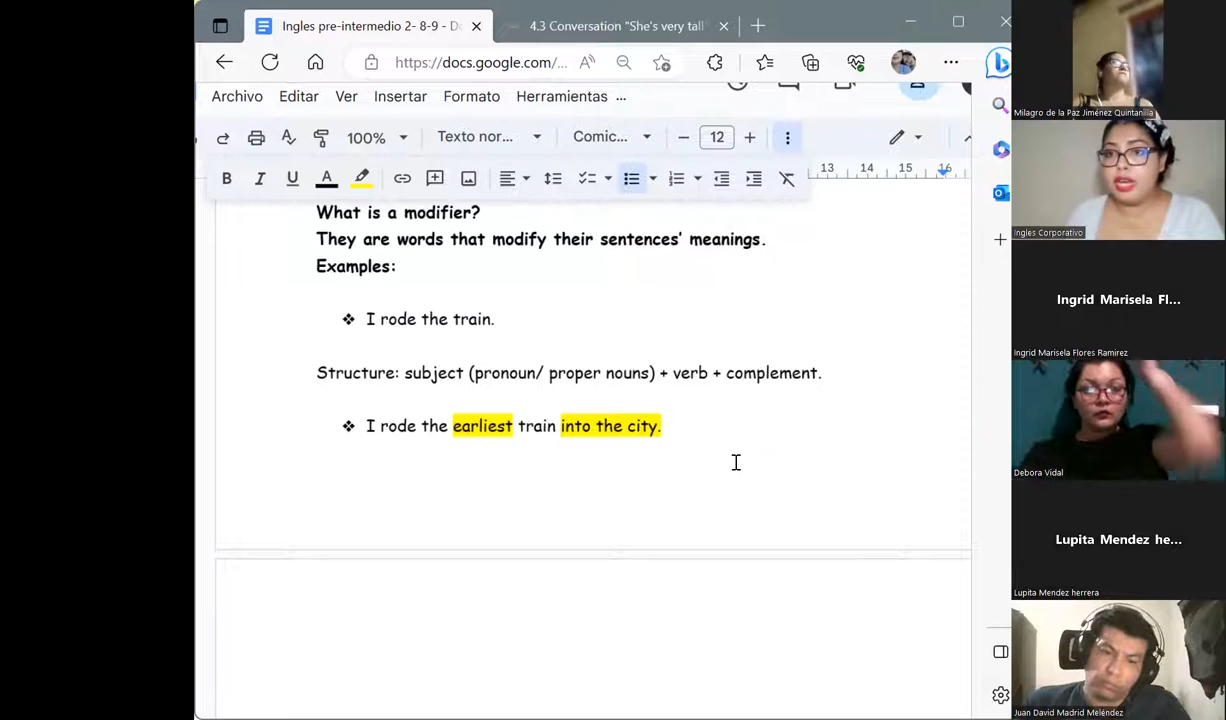 Ingles pre-intermedio 2- 8-9 - Do
4.3 Conversation "She's very tall"
https://docs.google.com/...
Archivo Editar Ver Insertar Formato Herramientas ...
100% Texto nor... Comic... 12
13 14 15 16
What is a modifier?
They are words that modify their sentences' meanings.
Examples:
❖ I rode the train.
Structure: subject (pronoun/ proper nouns) + verb + complement.
❖ I rode the earliest train into the city.
Milagro de la Paz Jiménez Quintanilla
Ingles Corporativo
Ingrid Marisela Fl...
Ingrid Marisela Flores Ramirez
Debora Vidal
Lupita Mendez he...
Lupita Mendez herrera
Juan David Madrid Meléndez